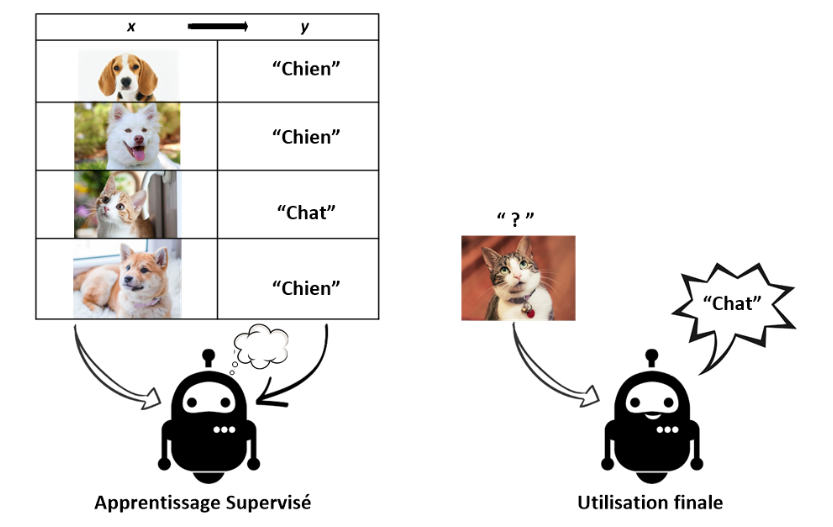 x y
“Chien”
“Chien”
“Chat”
“Chien”
“ ? ”
“Chat”
Apprentissage Supervisé
Utilisation finale